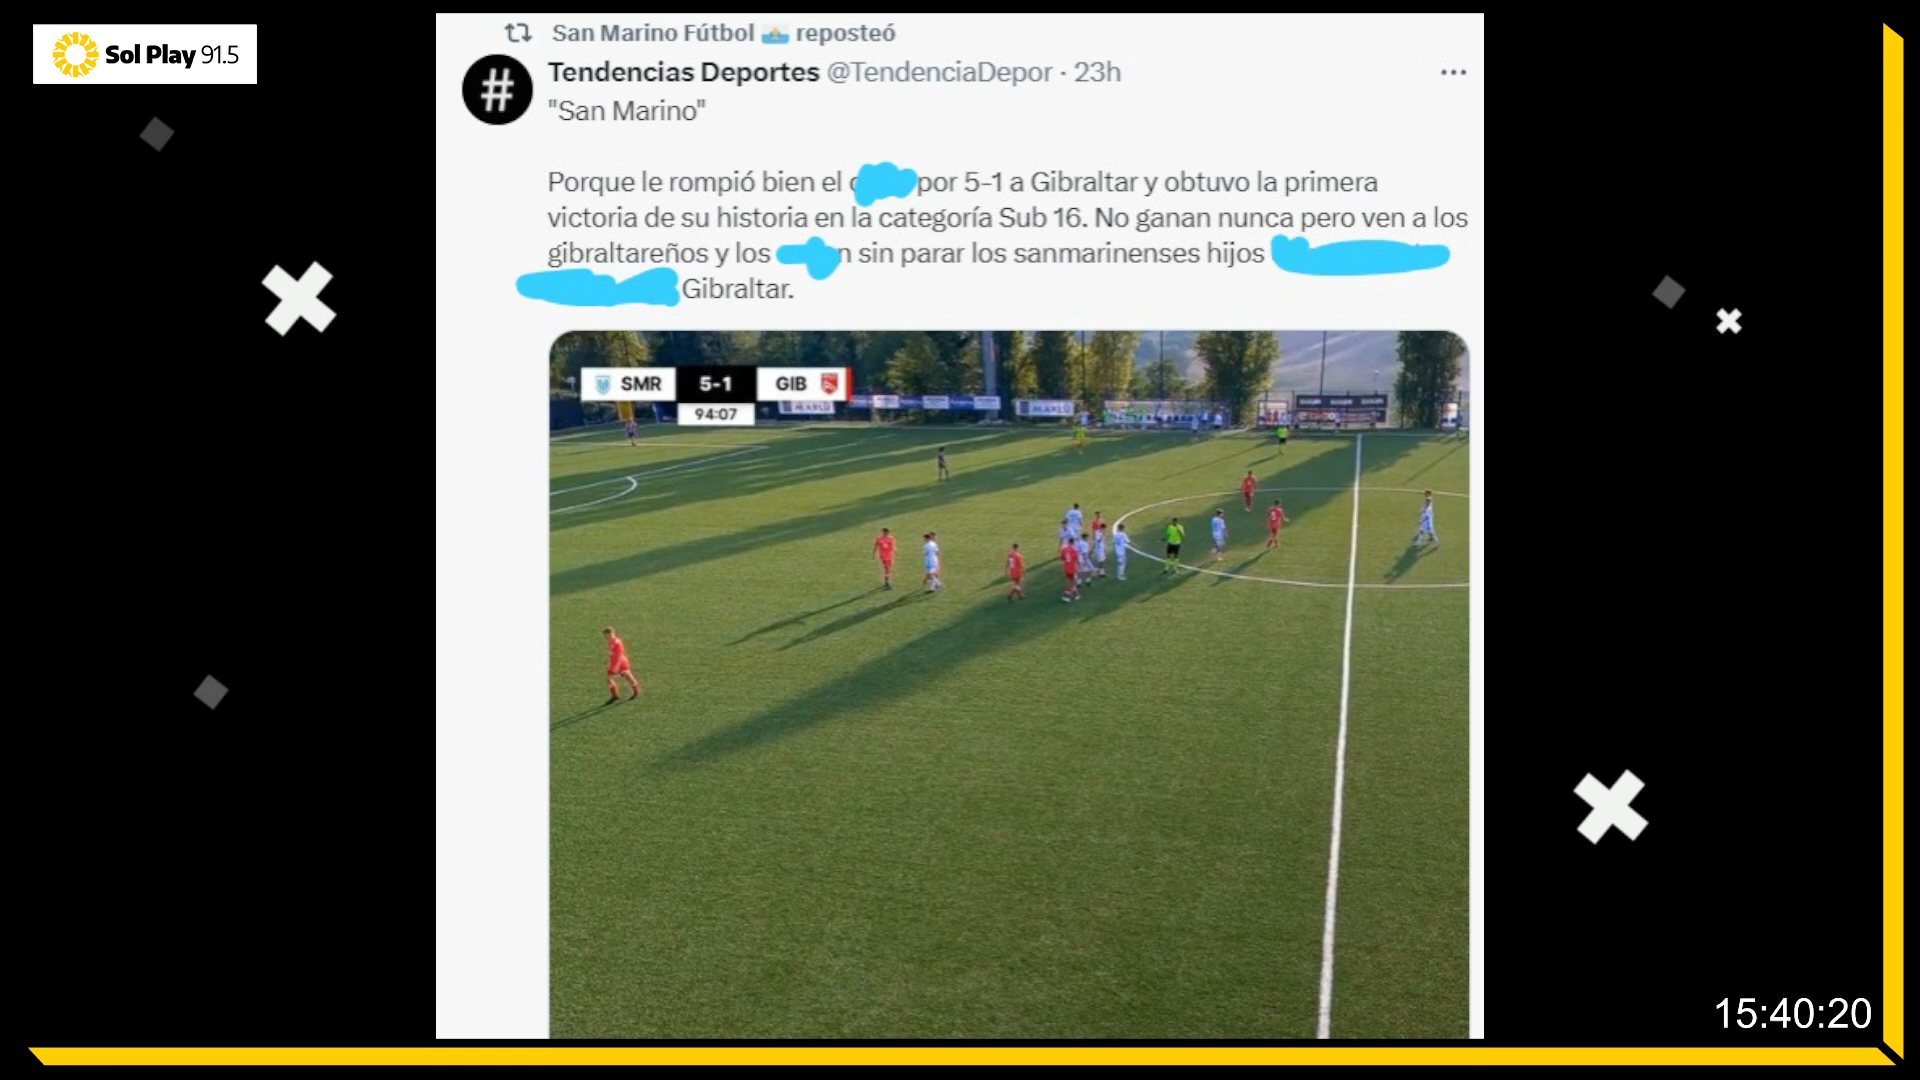 Sol Play 91.5
San Marino Fútbol reposteó
Tendencias Deportes @TendenciaDepor · 23h
"San Marino"
Porque le rompió bien el por 5-1 a Gibraltar y obtuvo la primera
victoria de su historia en la categoría Sub 16. No ganan nunca pero ven a los
gibraltareños y los sin parar los sanmarinenses hijos
Gibraltar.
SMR 5-1 GIB
94:07
15:40:20